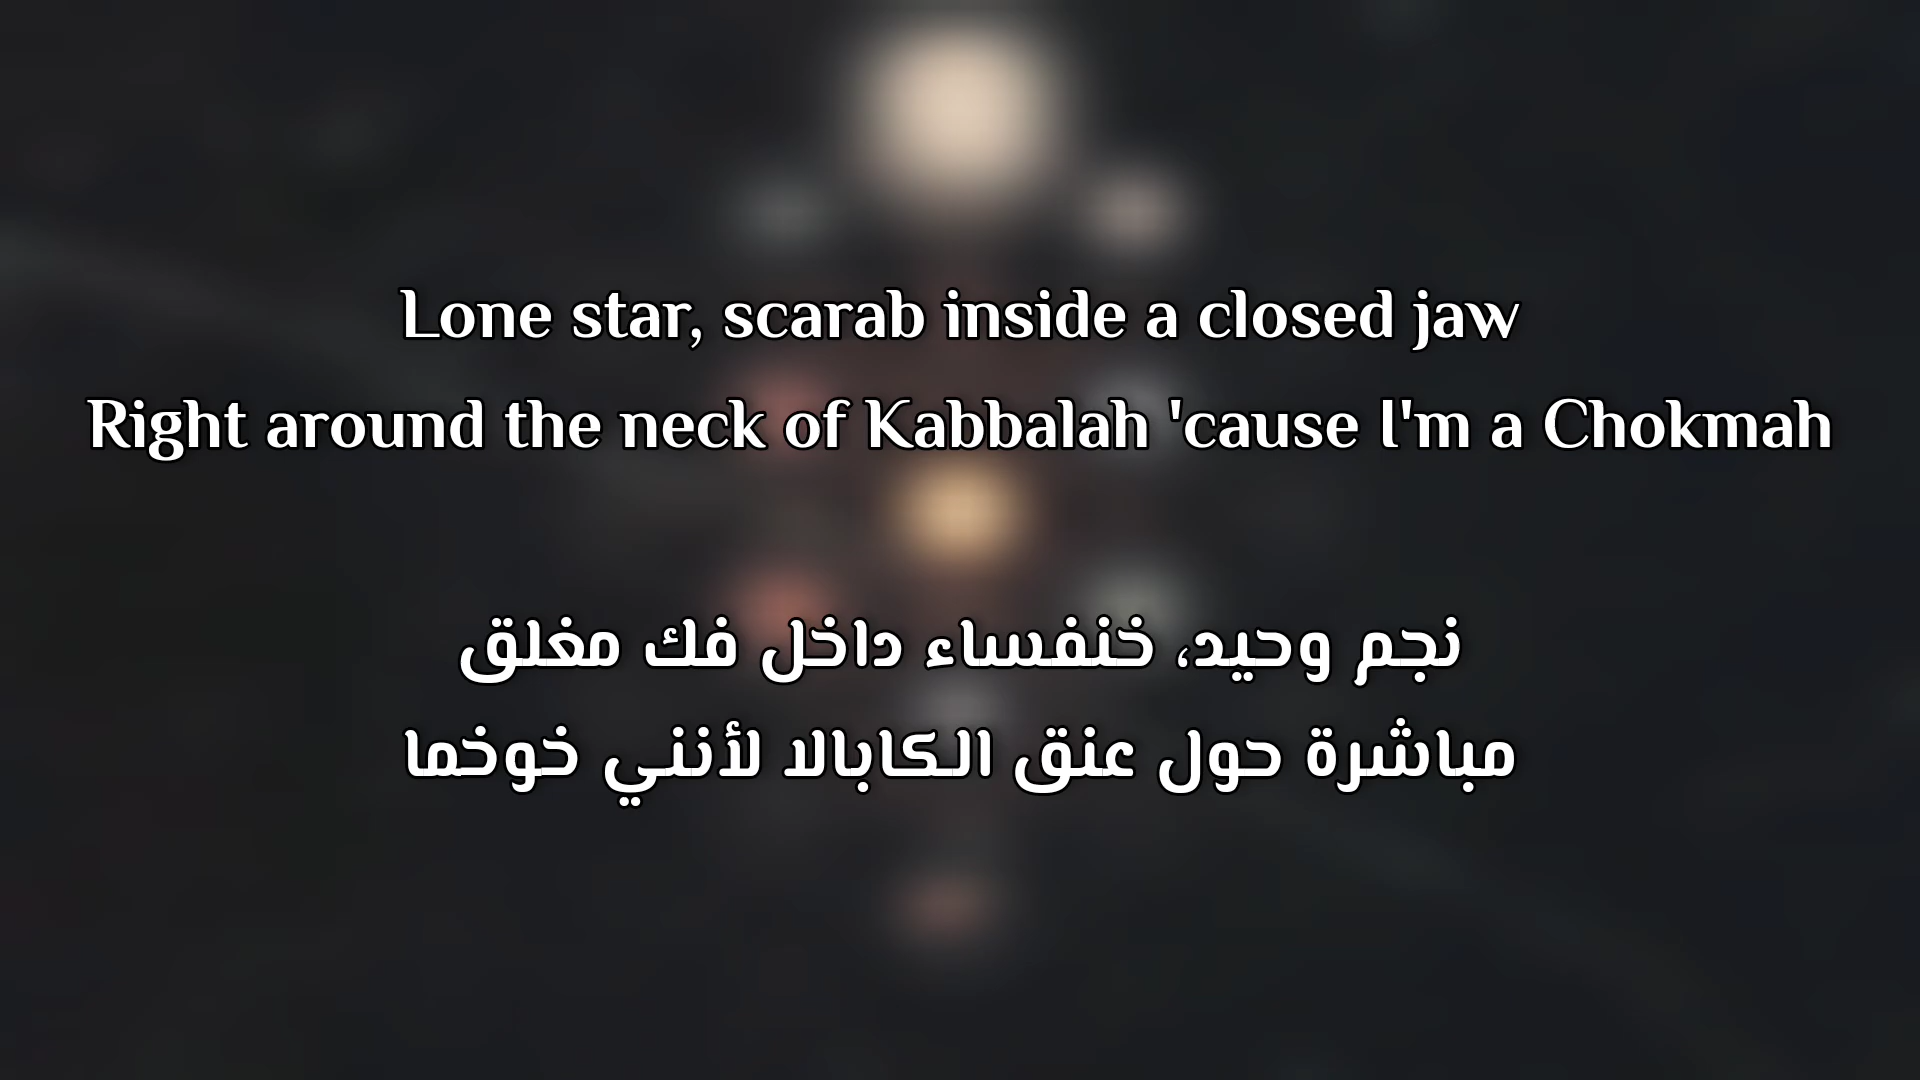 Lone star, scarab inside a closed jaw
Right around the neck of Kabbalah 'cause I'm a Chokmah
نجم وحيد، خنفساء داخل فك مغلق
مباشرة حول عنق الكابالا لأنني خوخما